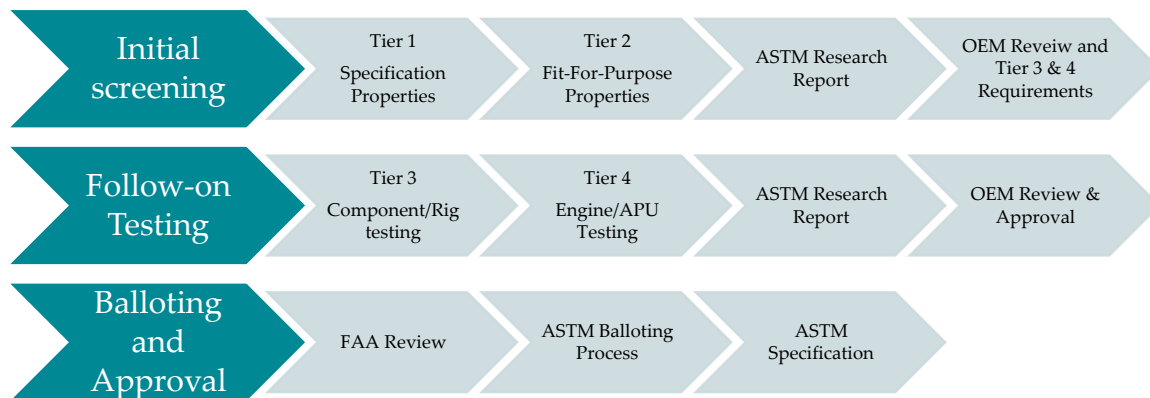 Initial
screening
Tier 1
Specification
Properties
Tier 2
Fit-For-Purpose
Properties
ASTM Research
Report
OEM Reveiw and
Tier 3 & 4
Requirements
Follow-on
Testing
Tier 3
Component/Rig
testing
Tier 4
Engine/APU
Testing
ASTM Research
Report
OEM Review &
Approval
Balloting
and
Approval
FAA Review
ASTM Balloting
Process
ASTM
Specification